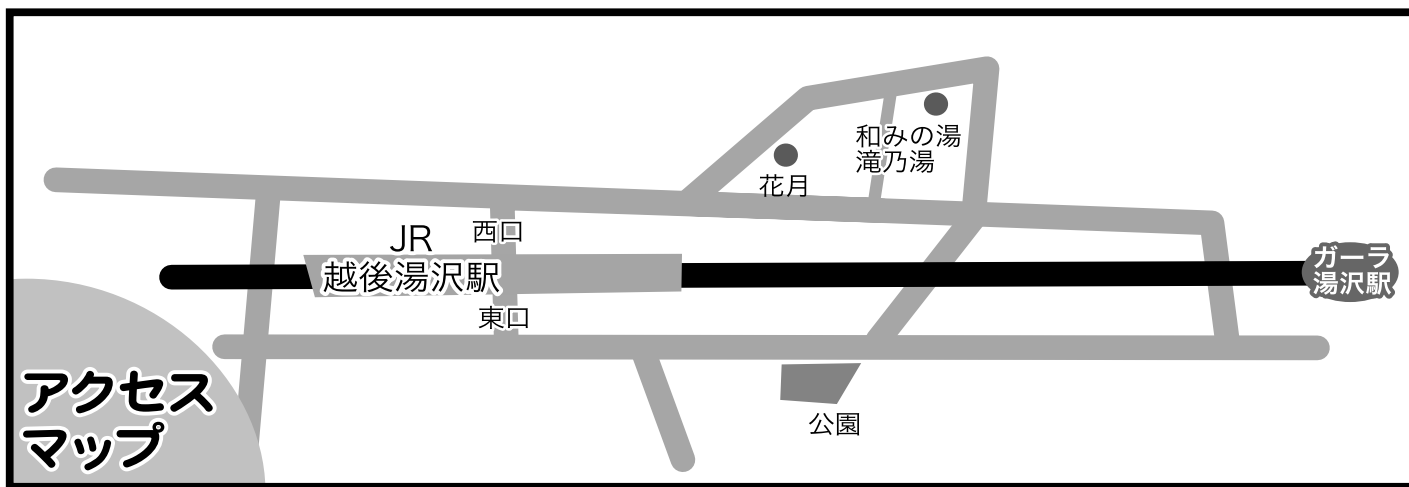 和みの湯
滝乃湯
花月
JR
越後湯沢駅
西口
東口
ガーラ
湯沢駅
公園
アクセス
マップ